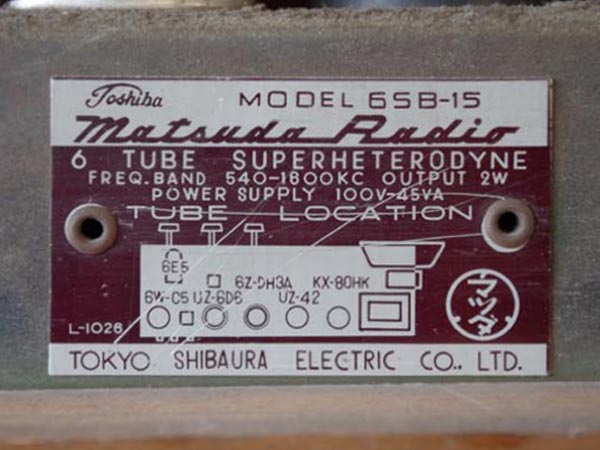 Toshiba MODEL 6SB-15
Matsuda Radio
6 TUBE SUPERHETERODYNE
FREQ. BAND 540-1600KC OUTPUT 2W
POWER SUPPLY 100V-45VA
TUBE LOCATION
6E5
6Z-DH3A KX-80HK
6W-C5 UZ-6D6 UZ-42
マツダ
L-1028
TOKYO SHIBAURA ELECTRIC CO., LTD.